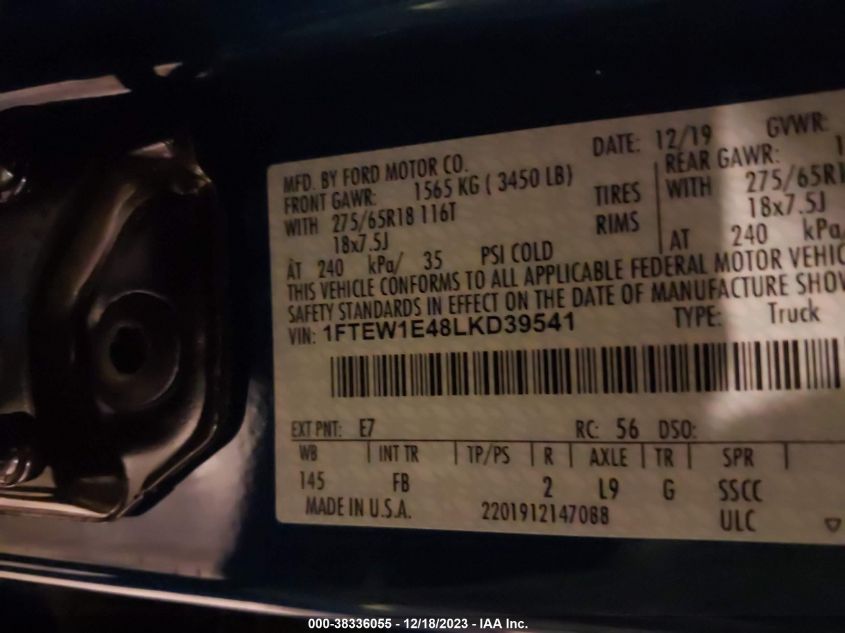 MFD. BY FORD MOTOR CO. DATE: 12/19 GVWR:
FRONT GAWR: 1565 KG ( 3450 LB) REAR GAWR:
WITH 275/65R18 116T TIRES WITH 275/65R1
18x7.5J RIMS 18x7.5J
AT 240 kPa/ 35 PSI COLD AT 240 kPa/
THIS VEHICLE CONFORMS TO ALL APPLICABLE FEDERAL MOTOR VEHIC
SAFETY STANDARDS IN EFFECT ON THE DATE OF MANUFACTURE SHOW
VIN: 1FTEW1E48LKD39541 TYPE: Truck
EXT PNT: E7 RC: 56 DSO:
WB INT TR TP/PS R AXLE TR SPR
145 FB 2 L9 G SSCC
MADE IN U.S.A. 2201912147088 ULC
000-38336055 - 12/18/2023 - IAA Inc.